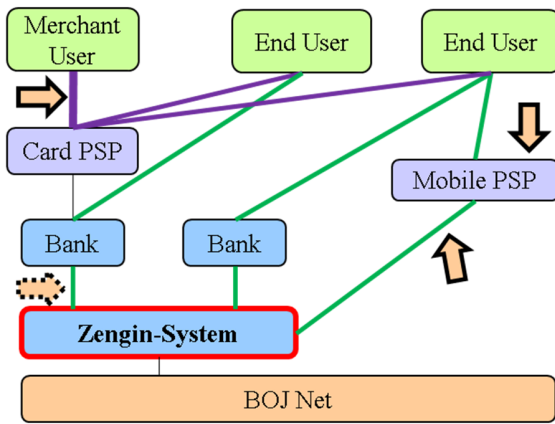 Merchant
User
End User
End User
Card PSP
Mobile PSP
Bank
Bank
Zengin-System
BOJ Net